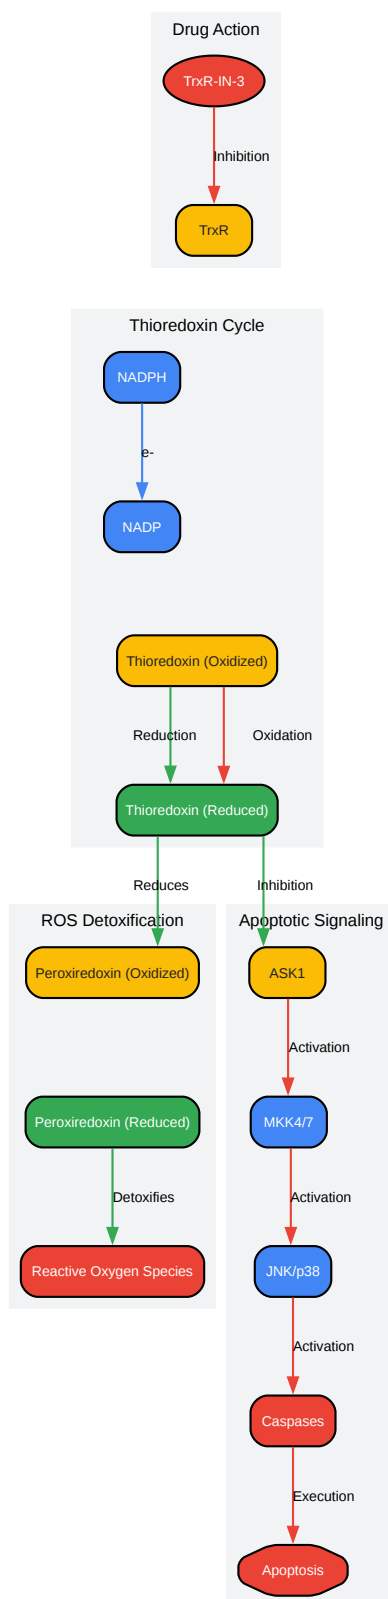 Drug Action
TrxR-IN-3
Inhibition
TrxR
Thioredoxin Cycle
NADPH
e-
NADP
Thioredoxin (Oxidized)
Reduction
Oxidation
Thioredoxin (Reduced)
Reduces
Inhibition
ROS Detoxification
Peroxiredoxin (Oxidized)
Peroxiredoxin (Reduced)
Detoxifies
Reactive Oxygen Species
Apoptotic Signaling
ASK1
Activation
MKK4/7
Activation
JNK/p38
Activation
Caspases
Execution
Apoptosis